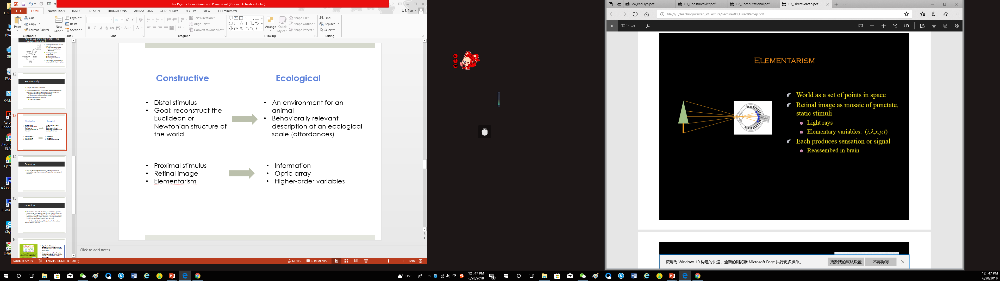 Lec15_concludingRemarks - PowerPoint (Product Activation Failed)
FILE HOME Nordri Tools INSERT DESIGN TRANSITIONS ANIMATIONS SLIDE SHOW REVIEW VIEW FILEminimizer
J. S. Pan
Paste
Cut
Copy
Format Painter
Clipboard
New
Slide
Layout
Reset
Section
Slides
18
Font
Text Direction
Align Text
Convert to SmartArt
Paragraph
Arrange
Quick
Styles
Shape Fill
Shape Outline
Shape Effects
Drawing
Find
Replace
Select
Editing
How do we know the world? – the
ecological approach
12
A-E mutuality
13
14
Question:
15
Question:
16
Constructive
Ecological
• Distal stimulus
• Goal: reconstruct the
Euclidean or
Newtonian structure of
the world
• An environment for an
animal
• Behaviorally relevant
description at an ecological
scale (affordances)
• Proximal stimulus
• Retinal image
• Elementarism
• Information
• Optic array
• Higher-order variables
Click to add notes
SLIDE 13 OF 19 ENGLISH (UNITED STATES) NOTES COMMENTS 106%
31°C 中 12 : 47 PM
6/28/2018
24_PedDyn.pdf 01_Constructivist.pdf 02_Computational.pdf 03_DirectPercep.pdf
file:///J:/Teaching/warren_PALecture/Lecture/03_DirectPercep.pdf
6 (共 14 页)
ELEMENTARISM
World as a set of points in space
Retinal image as mosaic of punctate,
static stimuli
Light rays
Elementary variables: (i,λ,x,y,t)
Each produces sensation or signal
Reassembed in brain
使用为 Windows 10 构建的快速、全新的浏览器 Microsoft Edge 执行更多操作。 更改我的默认设置 不再询问
12 : 47 PM
6/28/2018